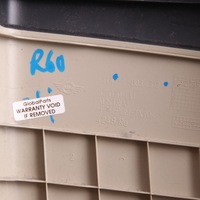 R60
GlobalParts
WARRANTY VOID
IF REMOVED